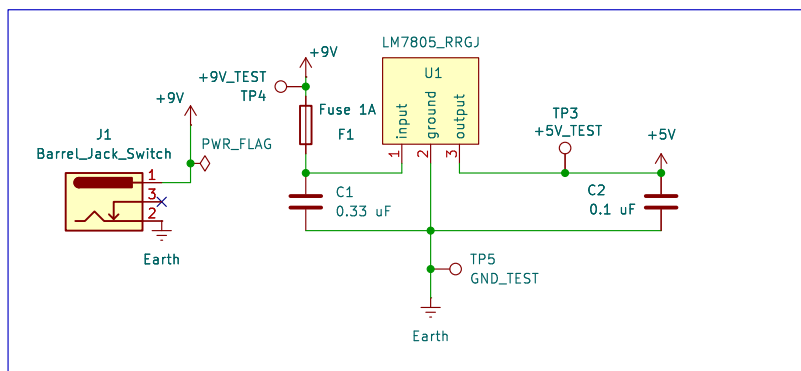 LM7805_RRGJ
U1
input
ground
output
1
2
3
+9V
+9V_TEST
TP4
Fuse 1A
F1
TP3
+5V_TEST
+5V
+9V
J1
Barrel_Jack_Switch
PWR_FLAG
1
3
2
Earth
C1
0.33 uF
C2
0.1 uF
TP5
GND_TEST
Earth